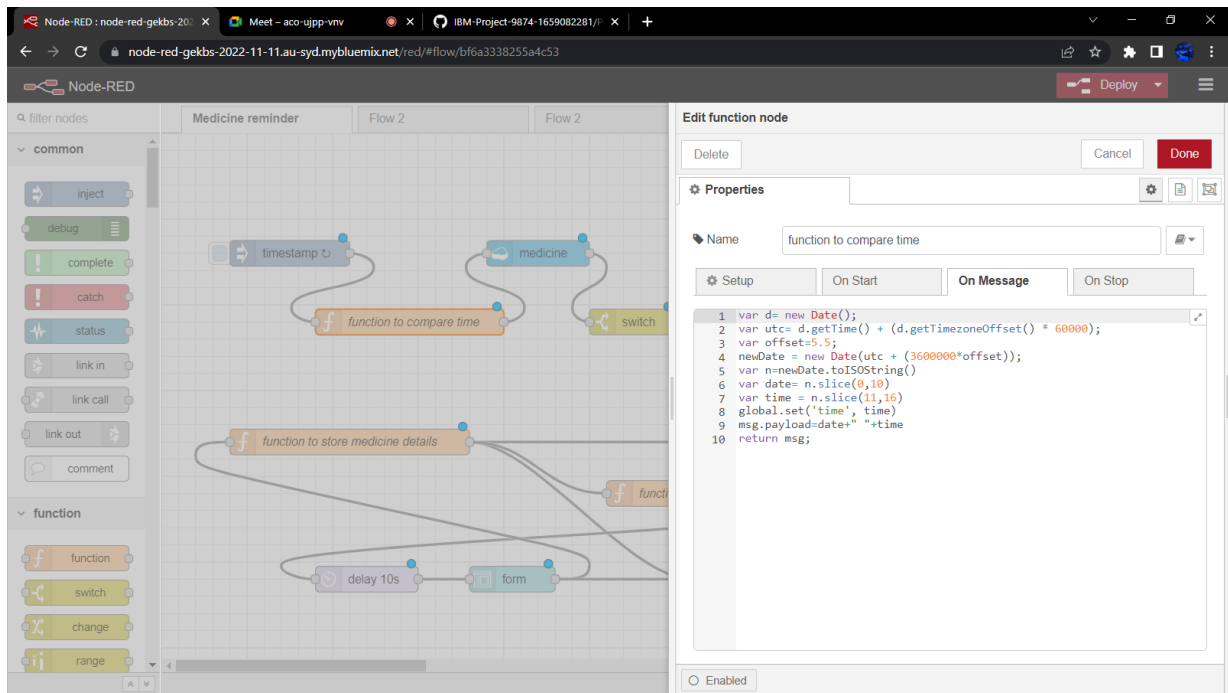 Node-RED : node-red-gekbs-202
Meet – aco-ujpp-vnv
IBM-Project-9874-1659082281/P
node-red-gekbs-2022-11-11.au-syd.mybluemix.net/red/#flow/bf6a3338255a4c53
Node-RED
Deploy
filter nodes
Medicine reminder
Flow 2
Flow 2
Edit function node
common
Delete
Cancel
Done
inject
Properties
debug
Name
function to compare time
complete
timestamp ↻
medicine
Setup
On Start
On Message
On Stop
catch
function to compare time
switch
status
link in
link call
link out
comment
1 var d= new Date();
2 var utc= d.getTime() + (d.getTimezoneOffset() * 60000);
3 var offset=5.5;
4 newDate = new Date(utc + (3600000*offset));
5 var n=newDate.toISOString()
6 var date= n.slice(0,10)
7 var time = n.slice(11,16)
8 global.set('time', time)
9 msg.payload=date+" "+time
10 return msg;
function to store medicine details
functi
function
function
delay 10s
form
switch
change
range
Enabled